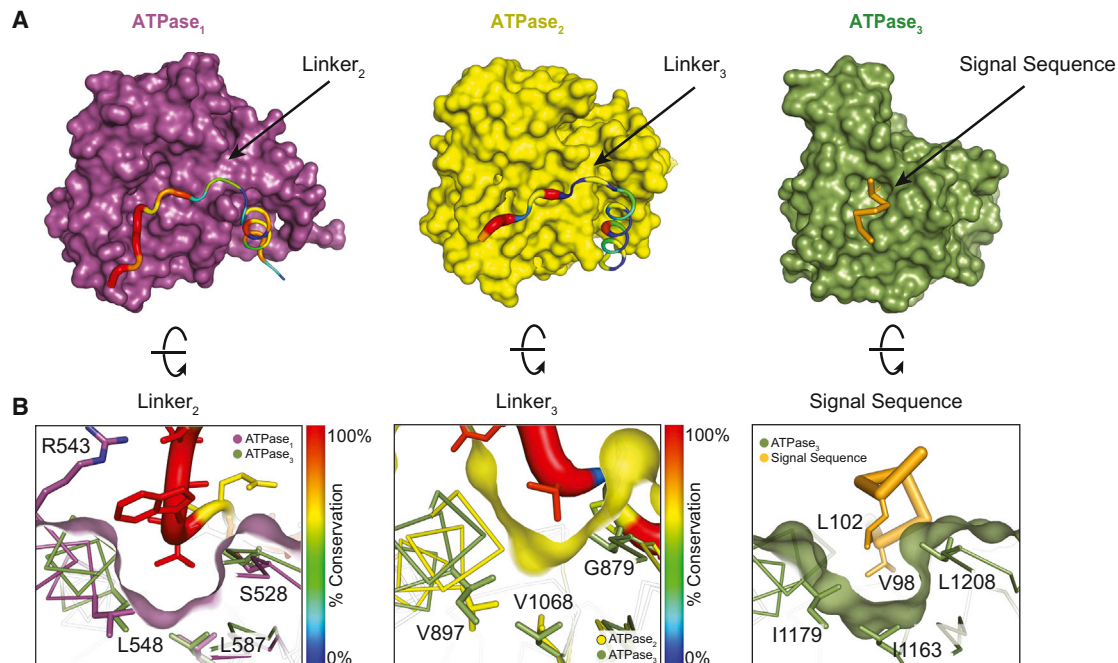 A
ATPase₁
ATPase₂
ATPase₃
Linker₂
Linker₃
Signal Sequence
B
Linker₂
Linker₃
Signal Sequence
R543
ATPase₁
ATPase₃
S528
L548
L587
100%
% Conservation
0%
G879
V1068
V897
ATPase₂
ATPase₃
100%
% Conservation
0%
ATPase₃
Signal Sequence
L102
V98
L1208
I1179
I1163